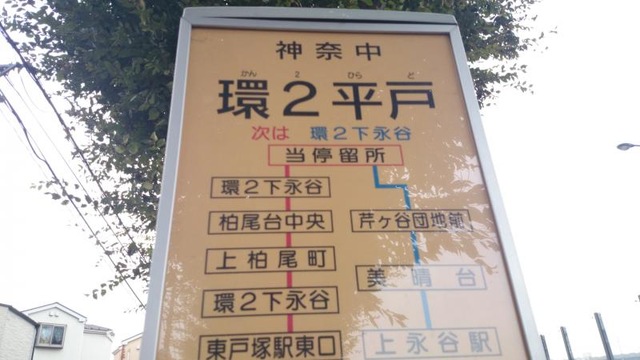 神奈中
かん 2 ひら ど
環2平戸
次は 環2下永谷
当停留所
環2下永谷
柏尾台中央 芹ヶ谷団地前
上柏尾町
美晴台
環2下永谷
東戸塚駅東口 上永谷駅